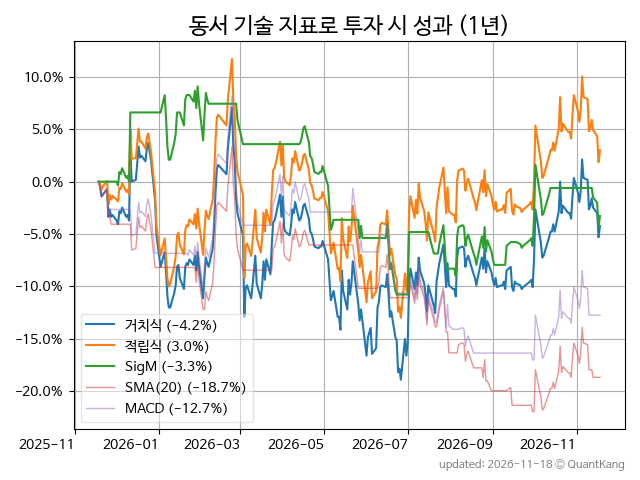 동서 기술 지표로 투자 시 성과 (1년)
10.0%
5.0%
0.0%
−5.0%
−10.0%
−15.0%
−20.0%
거치식 (−4.2%)
적립식 (3.0%)
SigM (−3.3%)
SMA(20) (−18.7%)
MACD (−12.7%)
2025-11 2026-01 2026-03 2026-05 2026-07 2026-09 2026-11
updated: 2026-11-18 © QuantKang